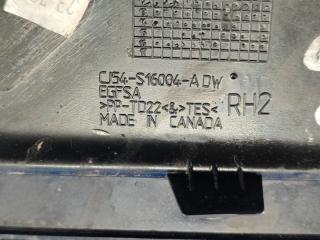 CJ54-S16004-ADW
EGFSA
>PP-TD22<&>TES<
RH2
MADE IN CANADA